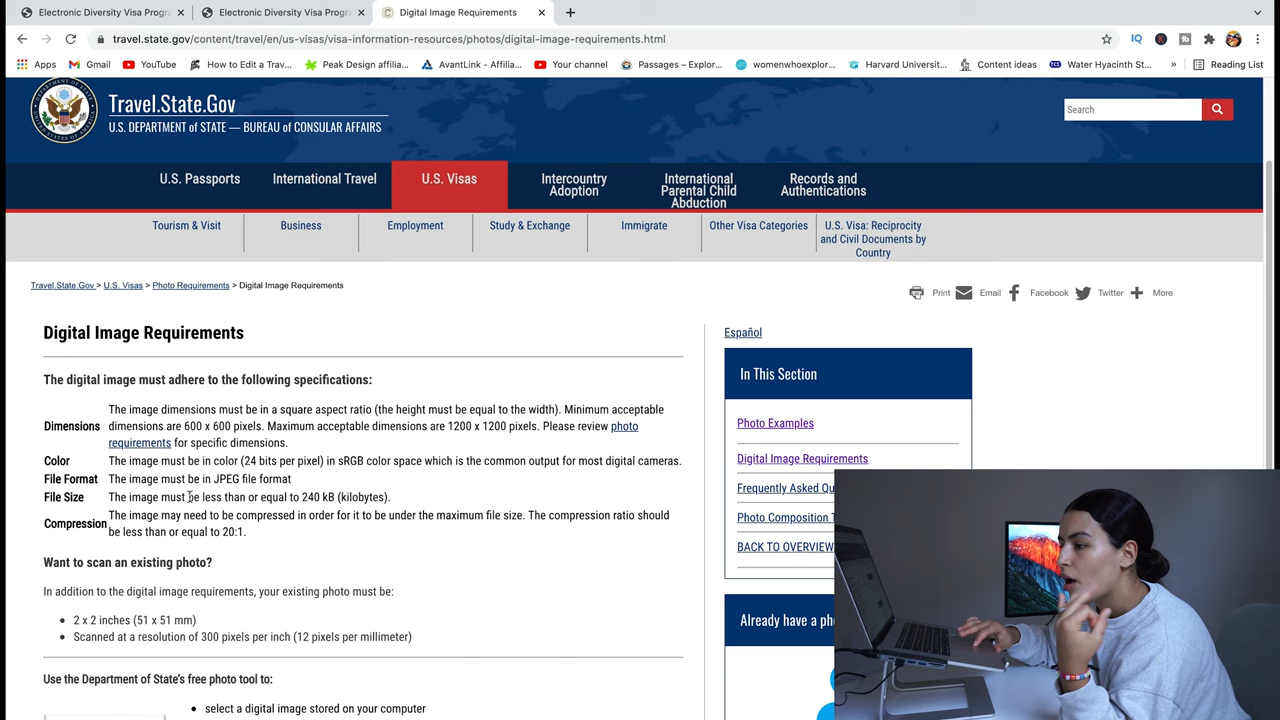 Electronic Diversity Visa Progr
Electronic Diversity Visa Progr
Digital Image Requirements
travel.state.gov/content/travel/en/us-visas/visa-information-resources/photos/digital-image-requirements.html
Apps
Gmail
YouTube
How to Edit a Trav...
Peak Design affilia...
AvantLink - Affiliat...
Your channel
Passages – Explor...
womenwhoexplor...
Harvard Universit...
Content ideas
Water Hyacinth St...
»
Reading List
Travel.State.Gov
U.S. DEPARTMENT of STATE — BUREAU of CONSULAR AFFAIRS
Search
U.S. Passports
International Travel
U.S. Visas
Intercountry
Adoption
International
Parental Child
Abduction
Records and
Authentications
Tourism & Visit
Business
Employment
Study & Exchange
Immigrate
Other Visa Categories
U.S. Visa: Reciprocity
and Civil Documents by
Country
Travel.State.Gov > U.S. Visas > Photo Requirements > Digital Image Requirements
Print
Email
Facebook
Twitter
More
Digital Image Requirements
The digital image must adhere to the following specifications:
Dimensions
The image dimensions must be in a square aspect ratio (the height must be equal to the width). Minimum acceptable
dimensions are 600 x 600 pixels. Maximum acceptable dimensions are 1200 x 1200 pixels. Please review photo
requirements for specific dimensions.
Color The image must be in color (24 bits per pixel) in sRGB color space which is the common output for most digital cameras.
File Format The image must be in JPEG file format
File Size The image must be less than or equal to 240 kB (kilobytes).
Compression
The image may need to be compressed in order for it to be under the maximum file size. The compression ratio should
be less than or equal to 20:1.
Want to scan an existing photo?
In addition to the digital image requirements, your existing photo must be:
• 2 x 2 inches (51 x 51 mm)
• Scanned at a resolution of 300 pixels per inch (12 pixels per millimeter)
Use the Department of State's free photo tool to:
• select a digital image stored on your computer
Español
In This Section
Photo Examples
Digital Image Requirements
Frequently Asked Qu
Photo Composition T
BACK TO OVERVIEW
Already have a pho